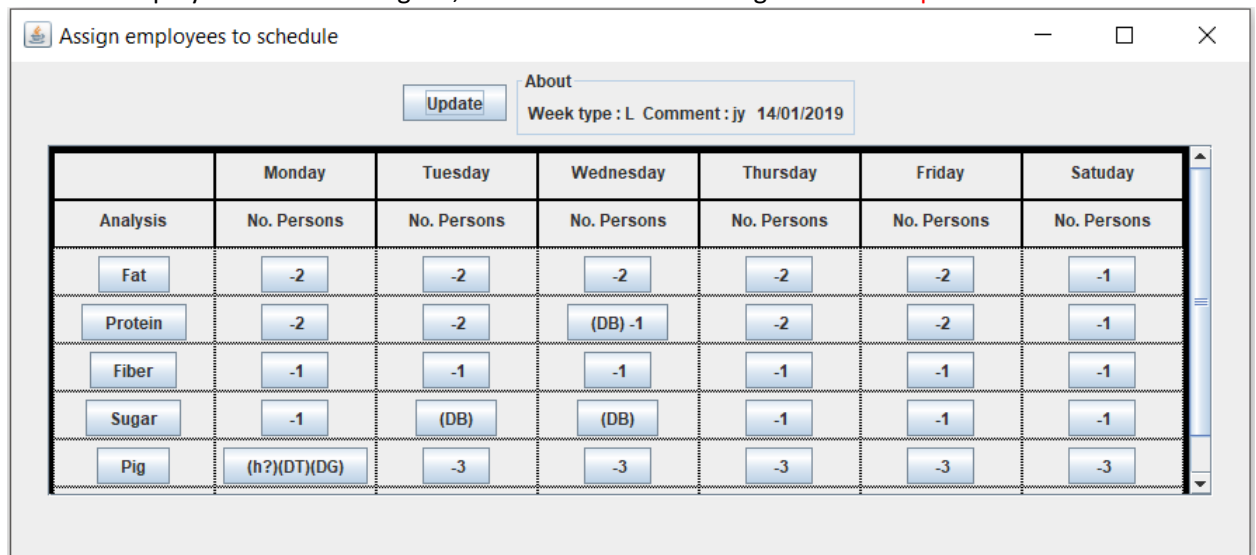 Assign employees to schedule
About
Update
Week type : L Comment : jy 14/01/2019
Monday Tuesday Wednesday Thursday Friday Satuday
Analysis No. Persons No. Persons No. Persons No. Persons No. Persons No. Persons
Fat -2 -2 -2 -2 -2 -1
Protein -2 -2 (DB) -1 -2 -2 -1
Fiber -1 -1 -1 -1 -1 -1
Sugar -1 (DB) (DB) -1 -1 -1
Pig (h?)(DT)(DG) -3 -3 -3 -3 -3